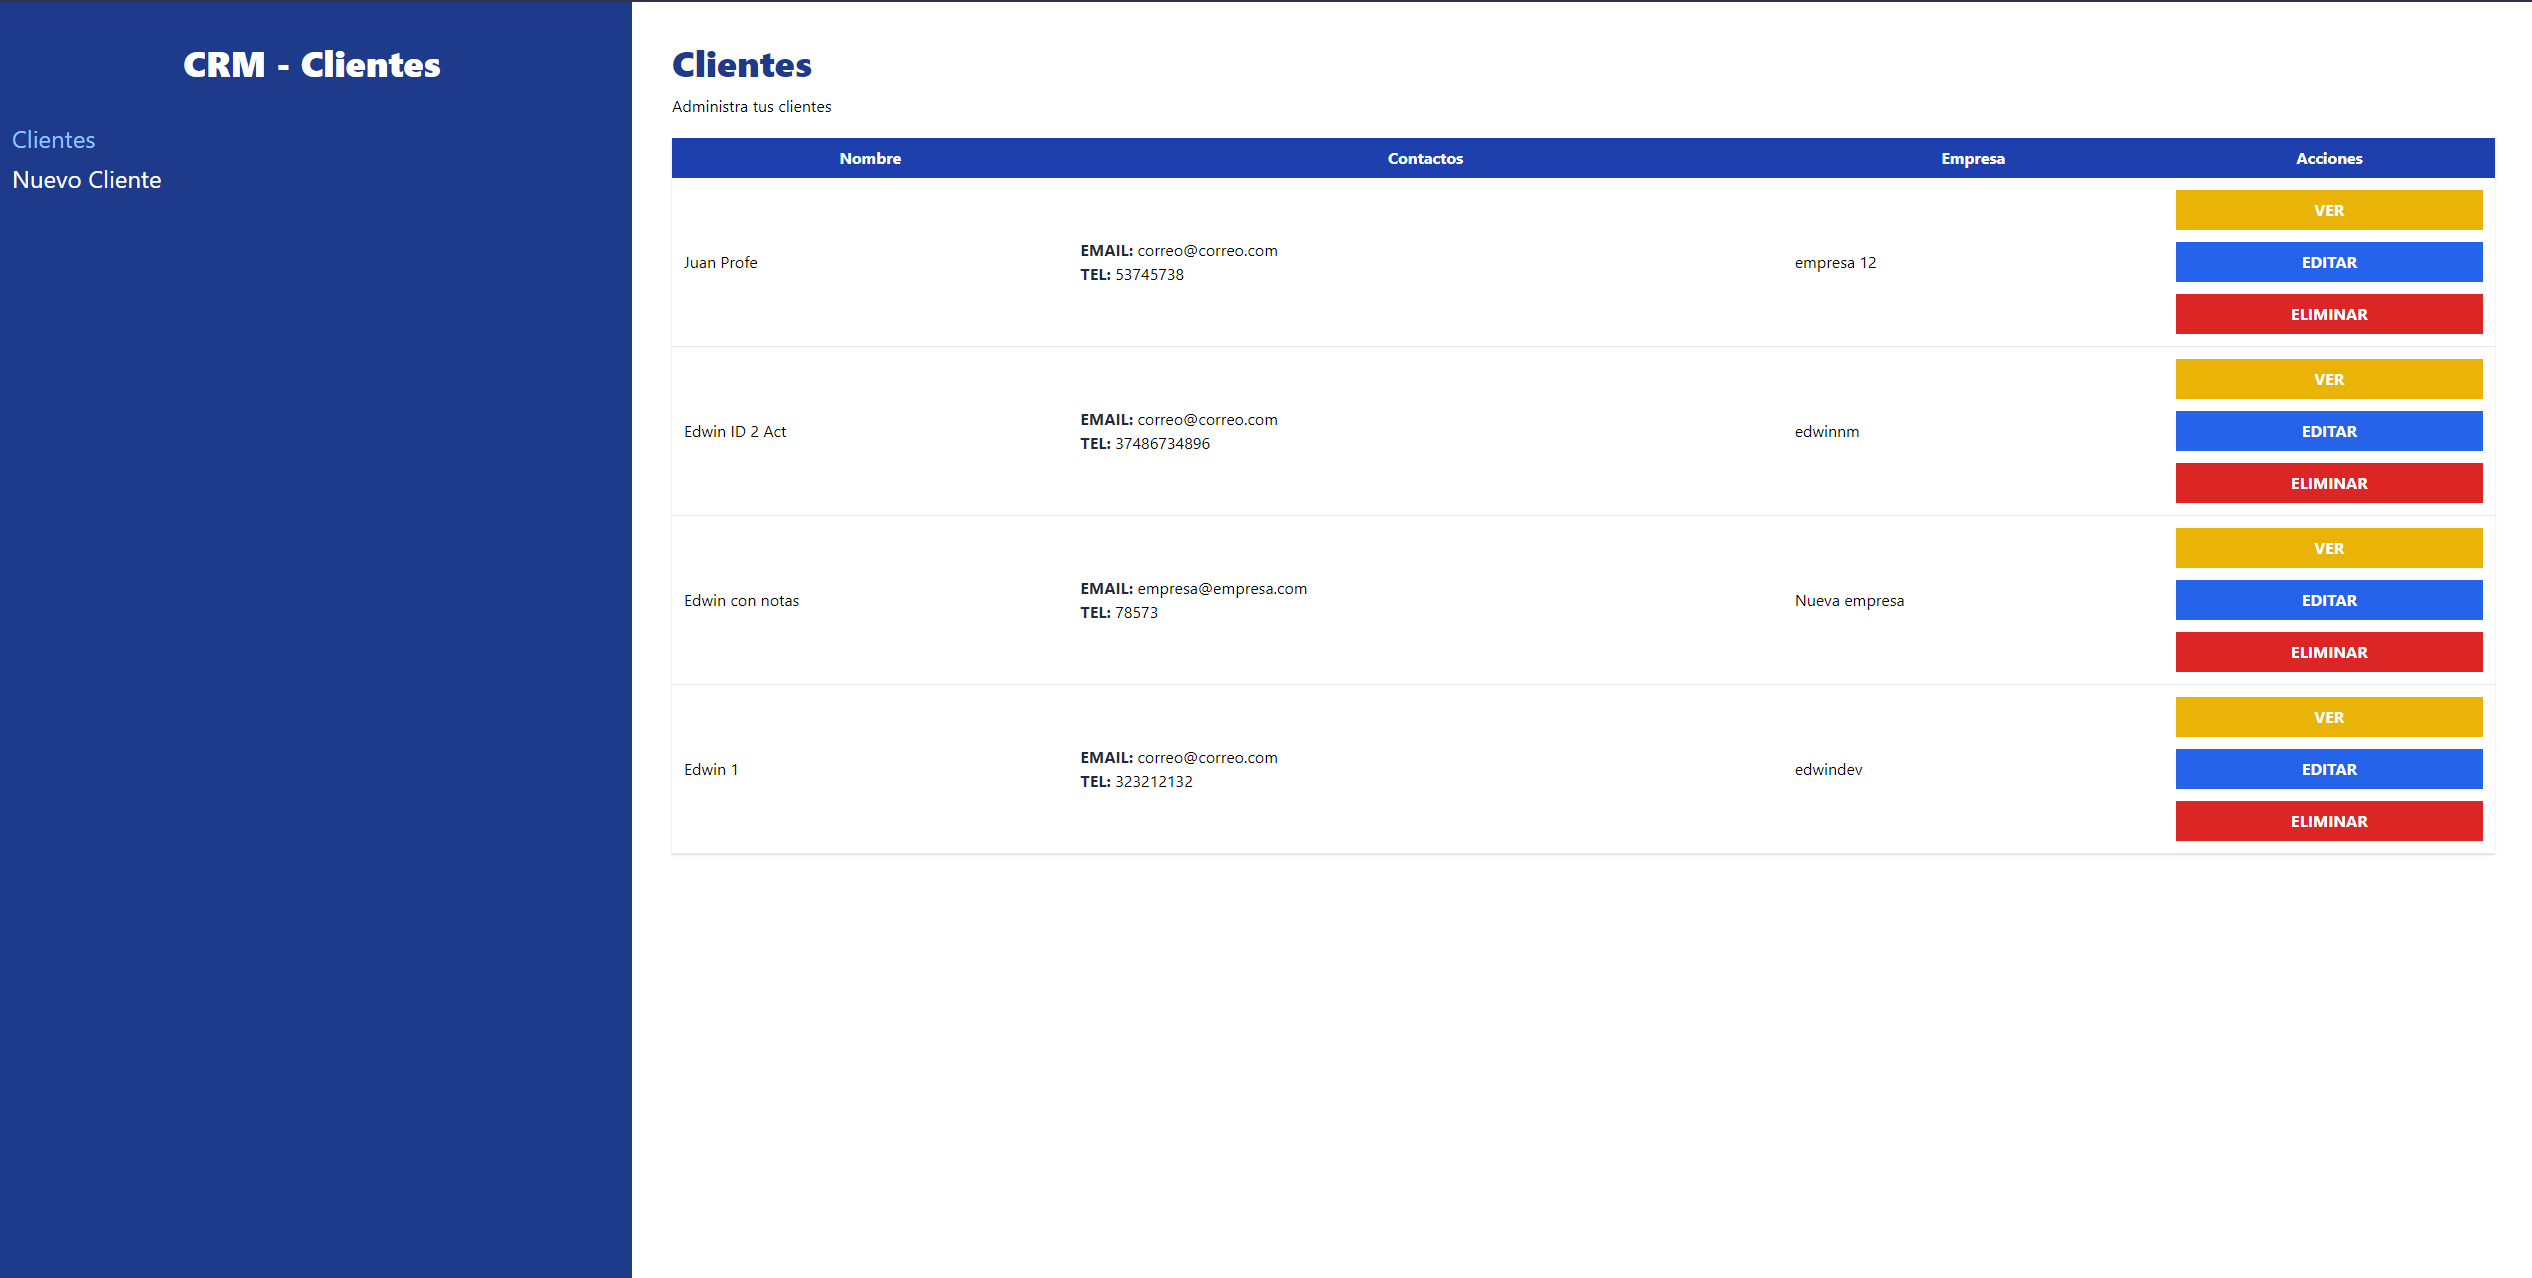 CRM - Clientes
Clientes
Nuevo Cliente
Clientes
Administra tus clientes
Nombre Contactos Empresa Acciones
Juan Profe
EMAIL: correo@correo.com
TEL: 53745738
empresa 12
VER
EDITAR
ELIMINAR
Edwin ID 2 Act
EMAIL: correo@correo.com
TEL: 37486734896
edwinnm
VER
EDITAR
ELIMINAR
Edwin con notas
EMAIL: empresa@empresa.com
TEL: 78573
Nueva empresa
VER
EDITAR
ELIMINAR
Edwin 1
EMAIL: correo@correo.com
TEL: 323212132
edwindev
VER
EDITAR
ELIMINAR